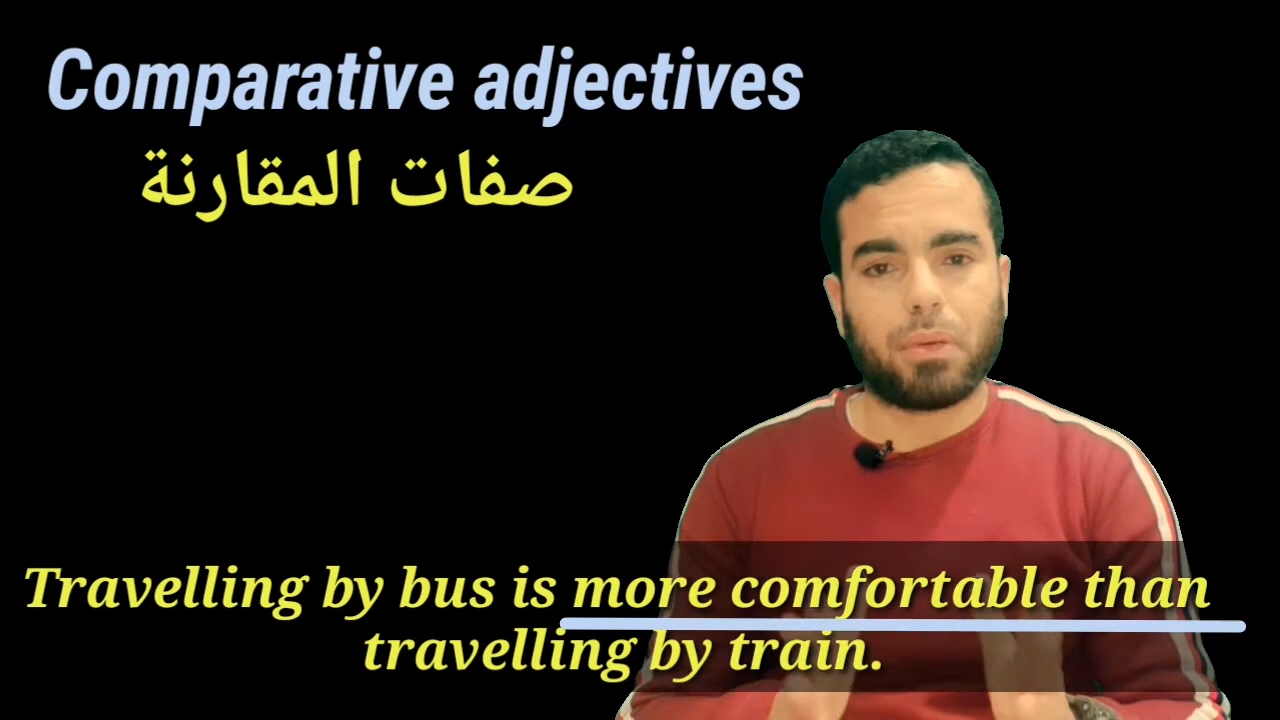 Comparative adjectives
صفات المقارنة
Travelling by bus is more comfortable than
travelling by train.